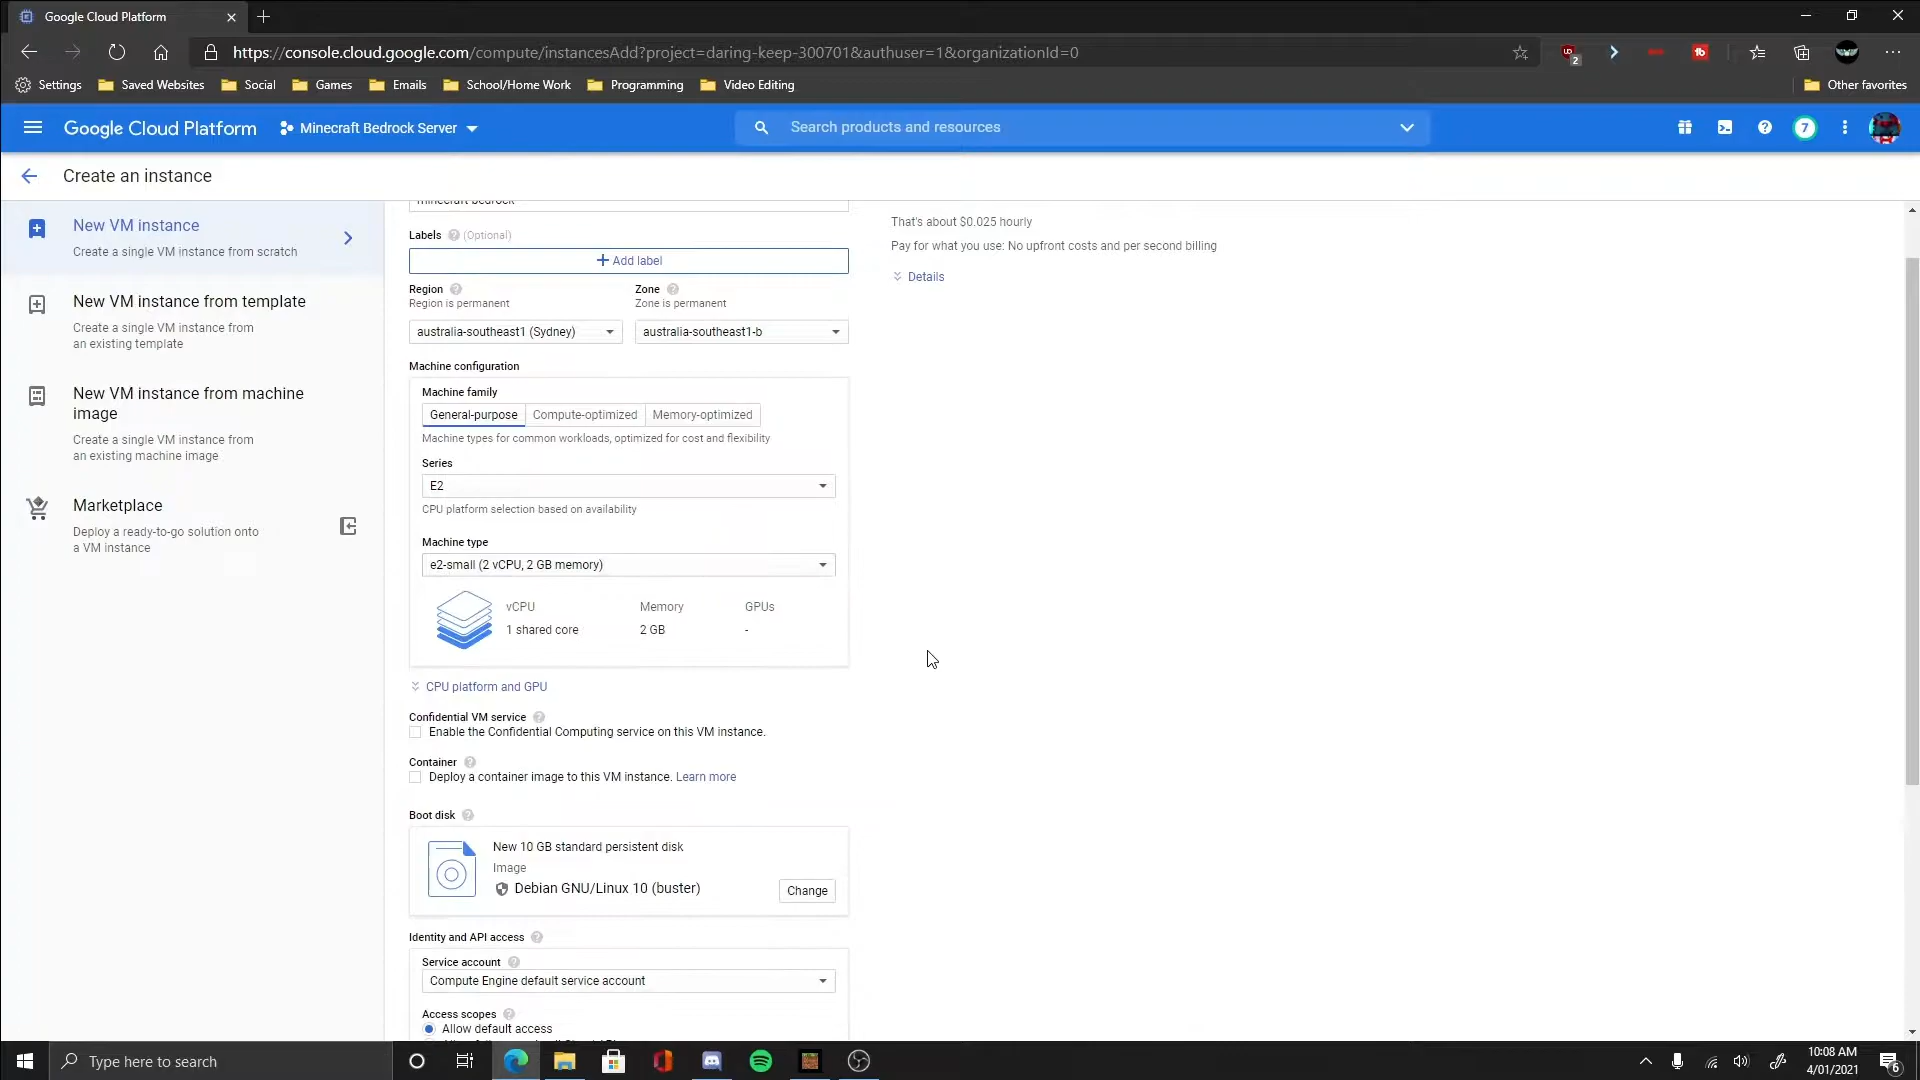 Google Cloud Platform
https://console.cloud.google.com/compute/instancesAdd?project=daring-keep-300701&authuser=1&organizationId=0
2
Settings
Saved Websites
Social
Games
Emails
School/Home Work
Programming
Video Editing
Other favorites
Google Cloud Platform
Minecraft Bedrock Server
Search products and resources
7
Create an instance
New VM instance
Create a single VM instance from scratch
New VM instance from template
Create a single VM instance from
an existing template
New VM instance from machine
image
Create a single VM instance from
an existing machine image
Marketplace
Deploy a ready-to-go solution onto
a VM instance
Labels (Optional)
Add label
Region
Region is permanent
Zone
Zone is permanent
australia-southeast1 (Sydney)
australia-southeast1-b
Machine configuration
Machine family
General-purpose
Compute-optimized
Memory-optimized
Machine types for common workloads, optimized for cost and flexibility
Series
E2
CPU platform selection based on availability
Machine type
e2-small (2 vCPU, 2 GB memory)
vCPU
Memory
GPUs
1 shared core
2 GB
-
CPU platform and GPU
Confidential VM service
Enable the Confidential Computing service on this VM instance.
Container
Deploy a container image to this VM instance. Learn more
Boot disk
New 10 GB standard persistent disk
Image
Debian GNU/Linux 10 (buster)
Change
Identity and API access
Service account
Compute Engine default service account
Access scopes
Allow default access
That's about $0.025 hourly
Pay for what you use: No upfront costs and per second billing
Details
Type here to search
10:08 AM
4/01/2021
6